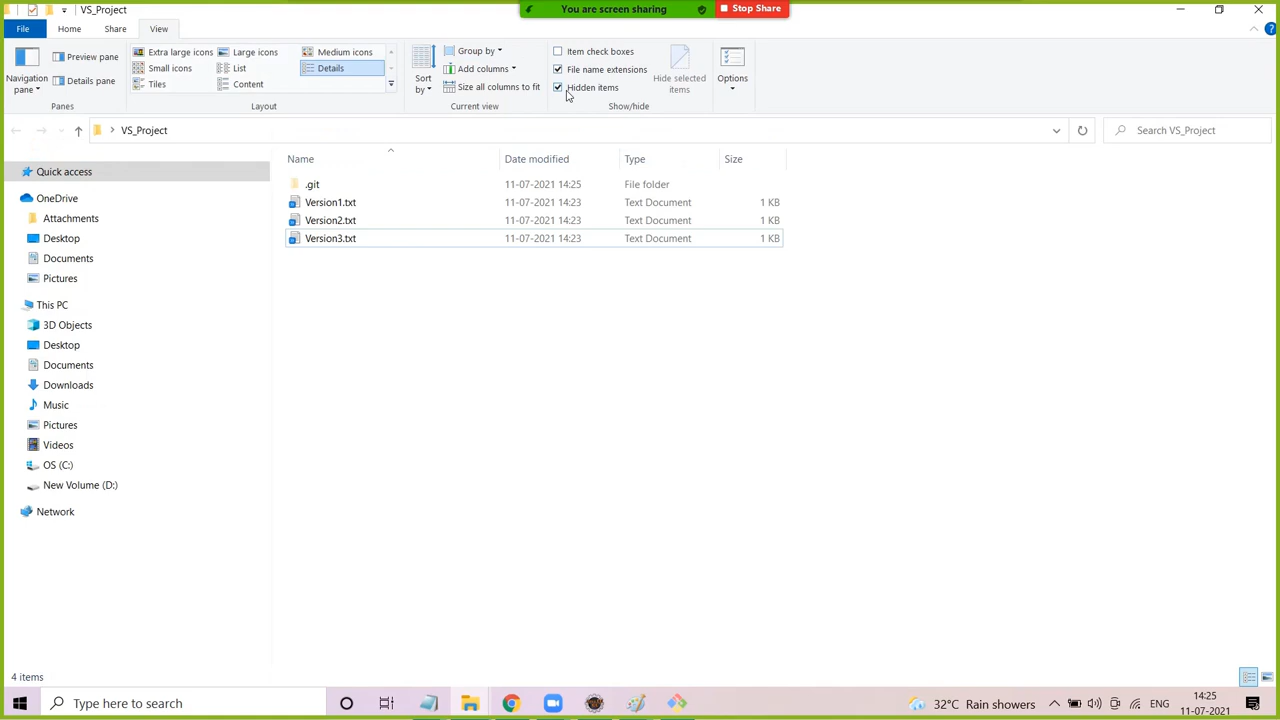 VS_Project
You are screen sharing
Stop Share
File Home Share View
Navigation pane
Preview pane
Details pane
Panes
Extra large icons Large icons Medium icons
Small icons List Details
Tiles Content
Layout
Sort by
Group by
Add columns
Size all columns to fit
Current view
Item check boxes
File name extensions
Hidden items
Hide selected items
Show/hide
Options
VS_Project
Search VS_Project
Name Date modified Type Size
.git 11-07-2021 14:25 File folder
Version1.txt 11-07-2021 14:23 Text Document 1 KB
Version2.txt 11-07-2021 14:23 Text Document 1 KB
Version3.txt 11-07-2021 14:23 Text Document 1 KB
Quick access
OneDrive
Attachments
Desktop
Documents
Pictures
This PC
3D Objects
Desktop
Documents
Downloads
Music
Pictures
Videos
OS (C:)
New Volume (D:)
Network
4 items
Type here to search
32°C Rain showers
ENG
14:25
11-07-2021